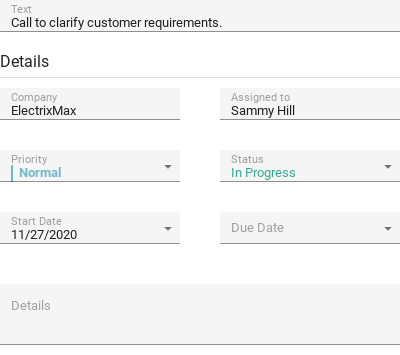 Text
Call to clarify customer requirements.
Details
Company
ElectrixMax
Assigned to
Sammy Hill
Priority
Normal
Status
In Progress
Start Date
11/27/2020
Due Date
Details